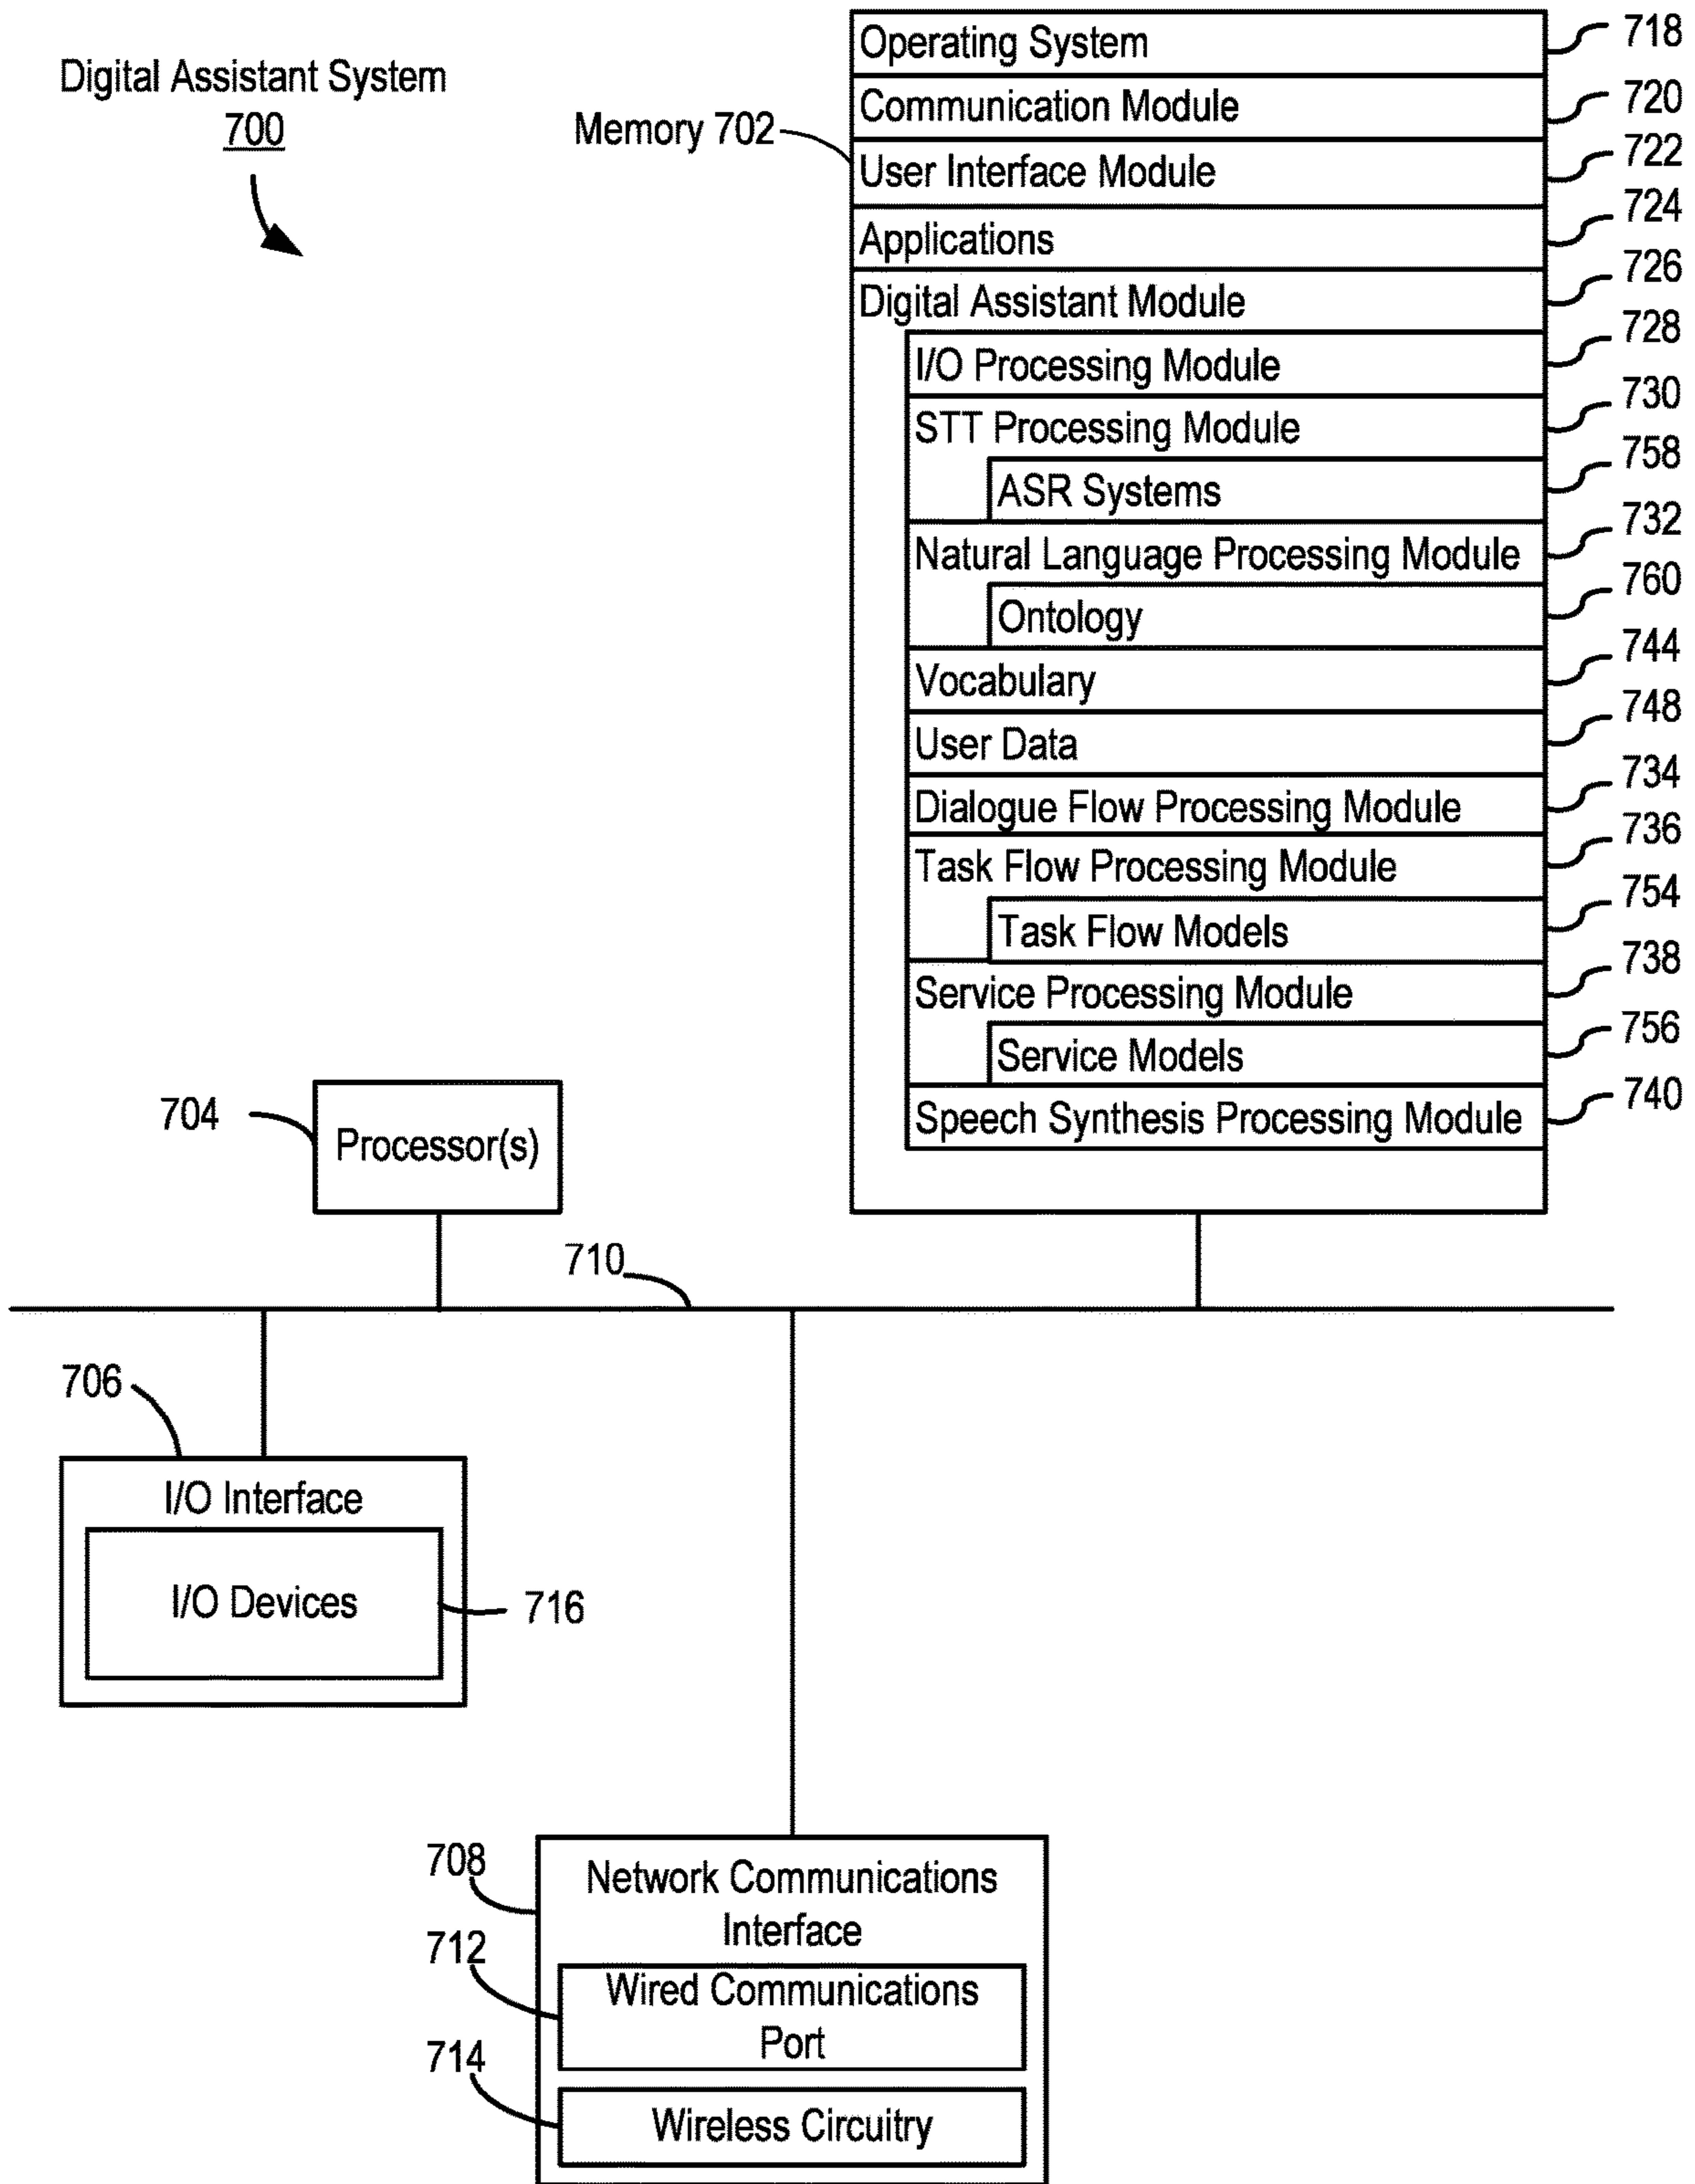 Digital Assistant System
700
Memory 702
Operating System 718
Communication Module 720
User Interface Module 722
Applications 724
Digital Assistant Module 726
I/O Processing Module 728
STT Processing Module 730
ASR Systems 758
Natural Language Processing Module 732
Ontology 760
Vocabulary 744
User Data 748
Dialogue Flow Processing Module 734
Task Flow Processing Module 736
Task Flow Models 754
Service Processing Module 738
Service Models 756
Speech Synthesis Processing Module 740
704
Processor(s)
710
706
I/O Interface
I/O Devices
716
708
Network Communications
Interface
712
Wired Communications
Port
714
Wireless Circuitry